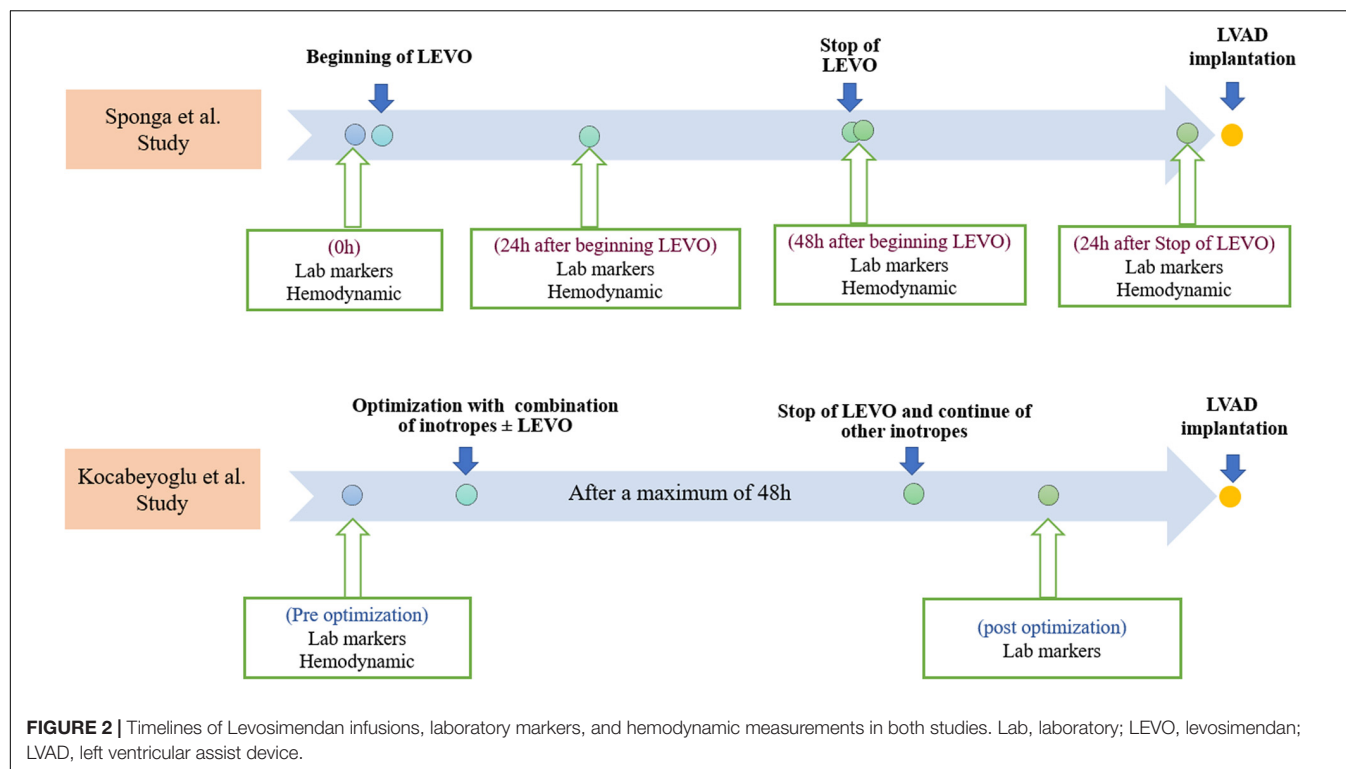 Beginning of LEVO
Stop of
LEVO
LVAD
implantation
Sponga et al.
Study
(0h)
Lab markers
Hemodynamic
(24h after beginning LEVO)
Lab markers
Hemodynamic
(48h after beginning LEVO)
Lab markers
Hemodynamic
(24h after Stop of LEVO)
Lab markers
Hemodynamic
Optimization with combination
of inotropes ± LEVO
Stop of LEVO and continue of
other inotropes
LVAD
implantation
Kocabeyoglu et al.
Study
After a maximum of 48h
(Pre optimization)
Lab markers
Hemodynamic
(post optimization)
Lab markers
FIGURE 2 | Timelines of Levosimendan infusions, laboratory markers, and hemodynamic measurements in both studies. Lab, laboratory; LEVO, levosimendan;
LVAD, left ventricular assist device.